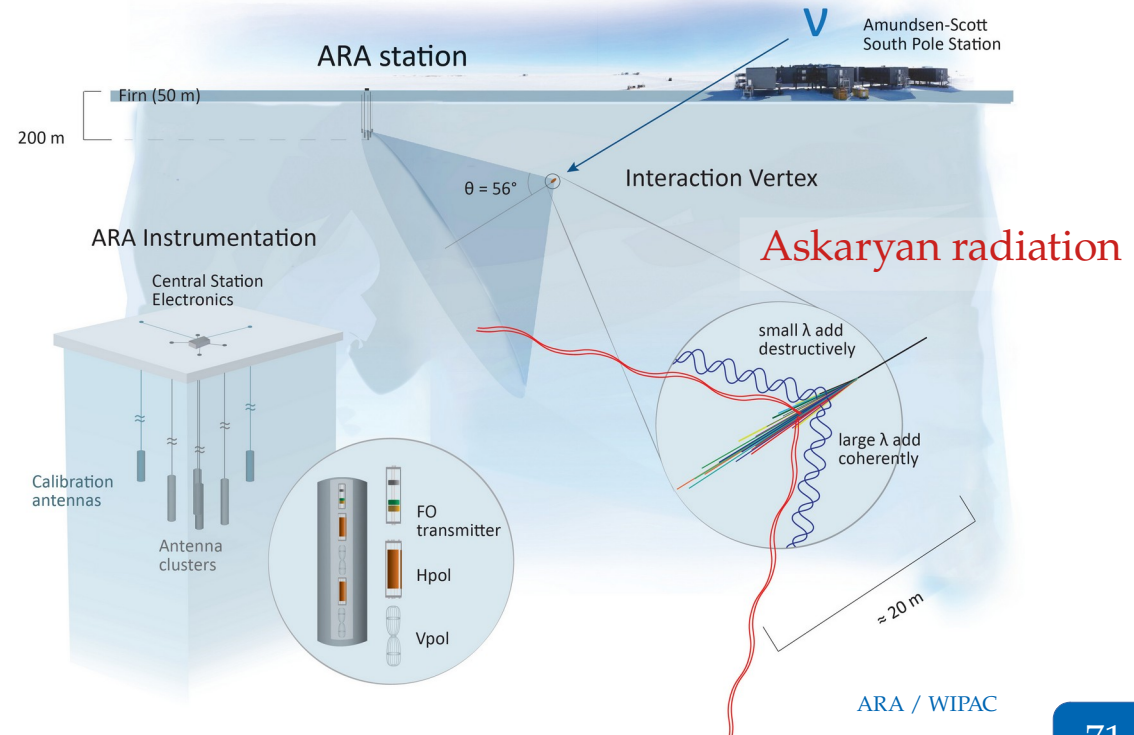 ν
Amundsen-Scott
South Pole Station
ARA station
Firn (50 m)
200 m
θ = 56°
Interaction Vertex
Askaryan radiation
ARA Instrumentation
Central Station
Electronics
small λ add
destructively
large λ add
coherently
Calibration
antennas
Antenna
clusters
FO
transmitter
Hpol
Vpol
≈ 20 m
ARA / WIPAC
71